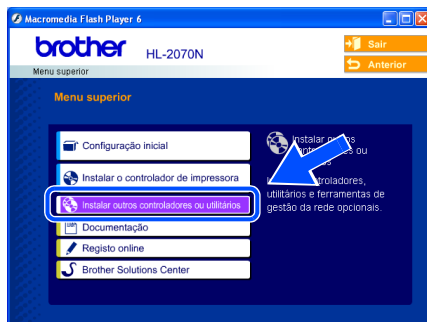 Macromedia Flash Player 6
brother
HL-2070N
Sair
Anterior
Menu superior
Menu superior
Configuração inicial
Instalar o controlador de impressora
Instalar outros controladores ou utilitários
Documentação
Registo online
Brother Solutions Center
Instalar
ou
utilitários e ferramentas de
gestão da rede opcionais.